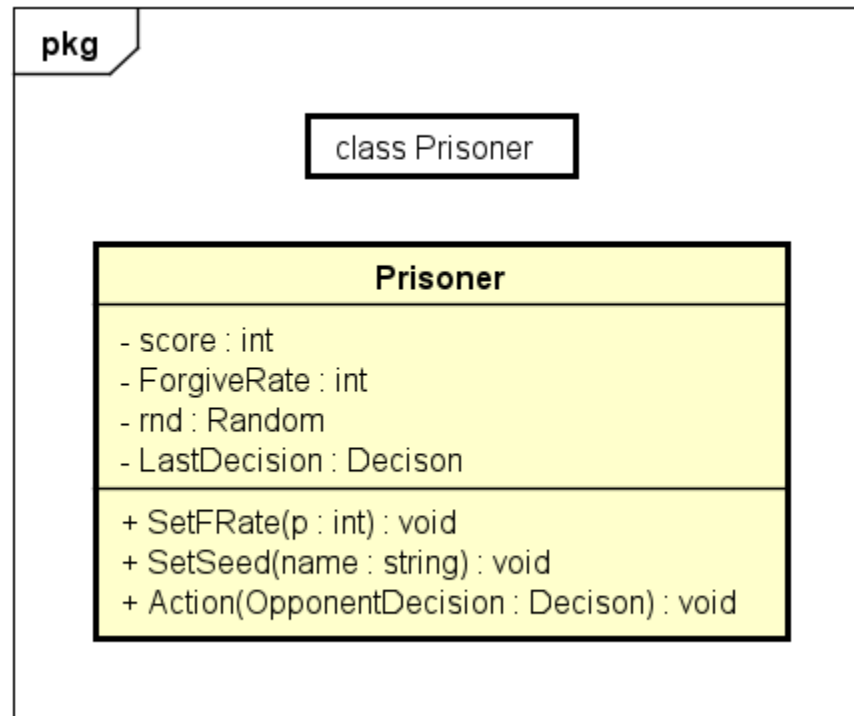 pkg
class Prisoner
Prisoner
- score : int
- ForgiveRate : int
- rnd : Random
- LastDecision : Decison
+ SetFRate(p : int) : void
+ SetSeed(name : string) : void
+ Action(OpponentDecision : Decison) : void